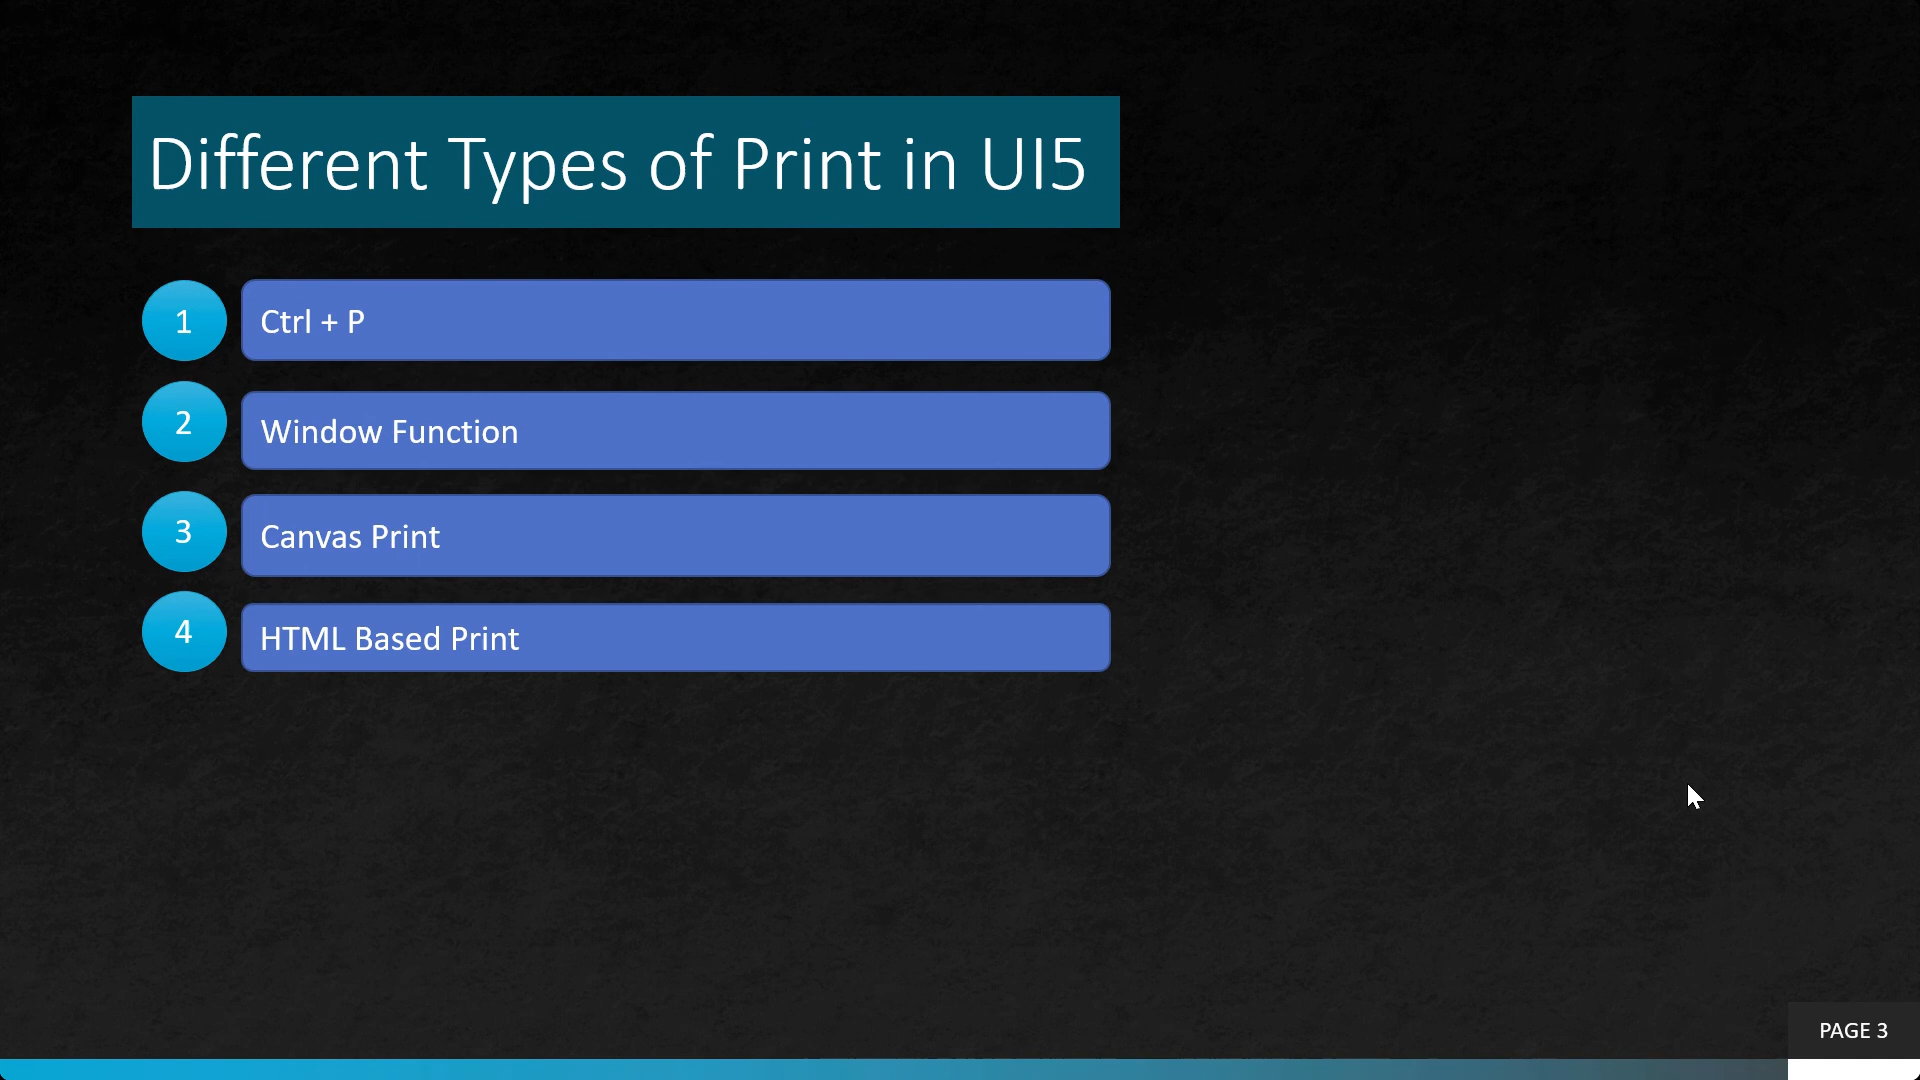 Different Types of Print in UI5
1
Ctrl + P
2
Window Function
3
Canvas Print
4
HTML Based Print
PAGE 3